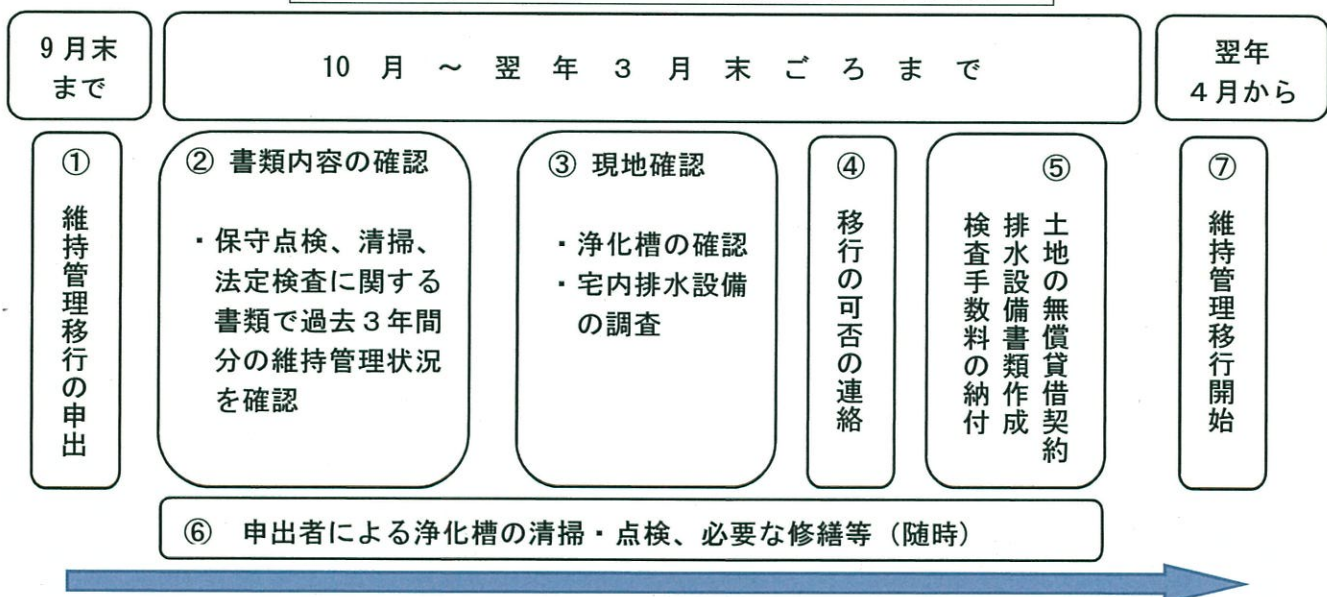 9月末
まで
10月～翌年3月末ごろまで
翌年
4月から
①
維持管理移行の申出
② 書類内容の確認
・保守点検、清掃、
法定検査に関する
書類で過去3年間
分の維持管理状況
を確認
③ 現地確認
・浄化槽の確認
・宅内排水設備
の調査
④
移行の可否の連絡
⑤
土地の無償貸借契約
排水設備書類作成
検査手数料の納付
⑦
維持管理移行開始
⑥ 申出者による浄化槽の清掃・点検、必要な修繕等（随時）